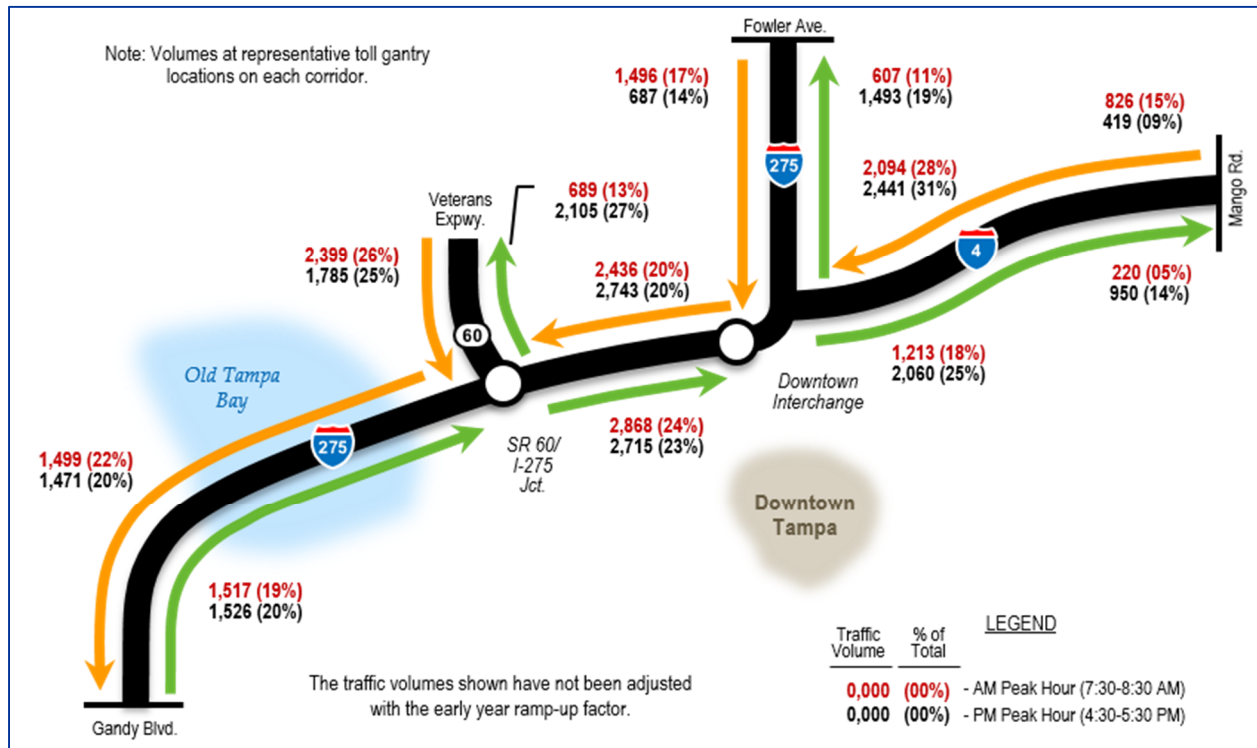 Fowler Ave.
Note: Volumes at representative toll gantry
locations on each corridor.
1,496 (17%)
687 (14%)
607 (11%)
1,493 (19%)
826 (15%)
419 (09%)
275
2,094 (28%)
2,441 (31%)
Mango Rd.
689 (13%)
2,105 (27%)
Veterans
Expwy.
2,399 (26%)
1,785 (25%)
4
2,436 (20%)
2,743 (20%)
220 (05%)
950 (14%)
60
1,213 (18%)
2,060 (25%)
Old Tampa
Bay
Downtown
Interchange
275
2,868 (24%)
2,715 (23%)
SR 60/
I-275
Jct.
1,499 (22%)
1,471 (20%)
Downtown
Tampa
1,517 (19%)
1,526 (20%)
LEGEND
Traffic
Volume
% of
Total
0,000 (00%) - AM Peak Hour (7:30-8:30 AM)
0,000 (00%) - PM Peak Hour (4:30-5:30 PM)
The traffic volumes shown have not been adjusted
with the early year ramp-up factor.
Gandy Blvd.